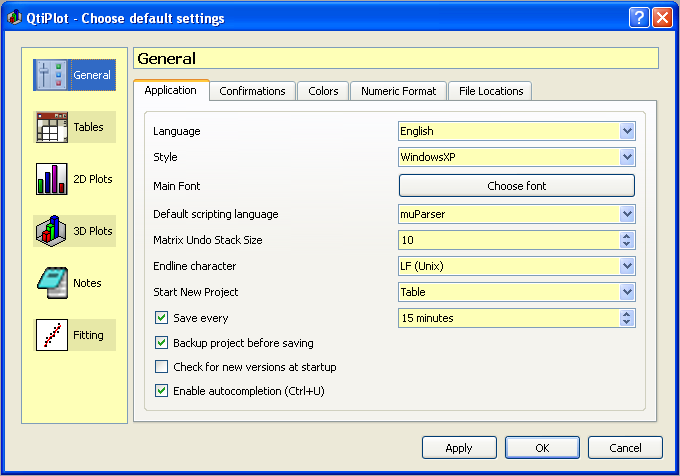 QtiPlot - Choose default settings
General
Tables
2D Plots
3D Plots
Notes
Fitting
General
Application Confirmations Colors Numeric Format File Locations
Language English
Style WindowsXP
Main Font Choose font
Default scripting language muParser
Matrix Undo Stack Size 10
Endline character LF (Unix)
Start New Project Table
Save every 15 minutes
Backup project before saving
Check for new versions at startup
Enable autocompletion (Ctrl+U)
Apply OK Cancel